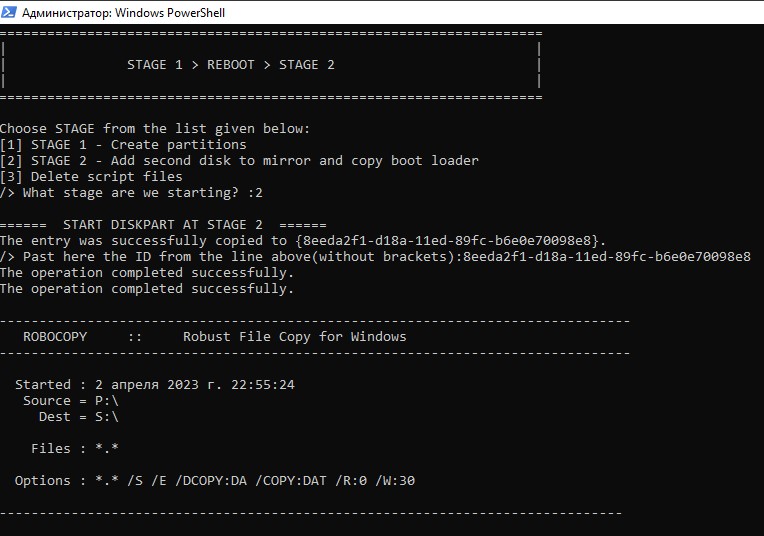 Администратор: Windows PowerShell
======================================================================
|                                                                  |
|               STAGE 1 > REBOOT > STAGE 2                         |
|                                                                  |
======================================================================
Choose STAGE from the list given below:
[1] STAGE 1 - Create partitions
[2] STAGE 2 - Add second disk to mirror and copy boot loader
[3] Delete script files
/> What stage are we starting? :2
======  START DISKPART AT STAGE 2  ======
The entry was successfully copied to {8eeda2f1-d18a-11ed-89fc-b6e0e70098e8}.
/> Past here the ID from the line above(without brackets):8eeda2f1-d18a-11ed-89fc-b6e0e70098e8
The operation completed successfully.
The operation completed successfully.
-------------------------------------------------------------------------------
   ROBOCOPY     ::     Robust File Copy for Windows
-------------------------------------------------------------------------------
  Started : 2 апреля 2023 г. 22:55:24
   Source = P:\
     Dest = S:\
    Files : *.*
  Options : *.* /S /E /DCOPY:DA /COPY:DAT /R:0 /W:30
------------------------------------------------------------------------------